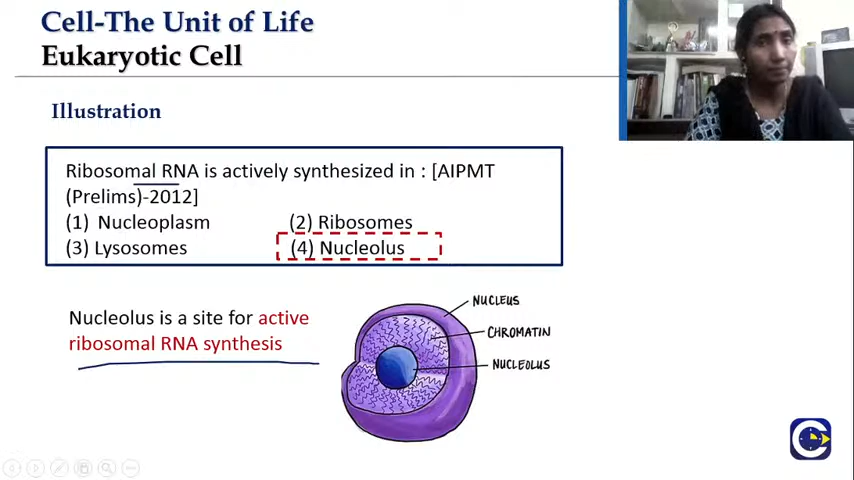 Cell-The Unit of Life
Eukaryotic Cell
Illustration
Ribosomal RNA is actively synthesized in : [AIPMT
(Prelims)-2012]
(1) Nucleoplasm (2) Ribosomes
(3) Lysosomes (4) Nucleolus
Nucleolus is a site for active
ribosomal RNA synthesis
NUCLEUS
CHROMATIN
NUCLEOLUS